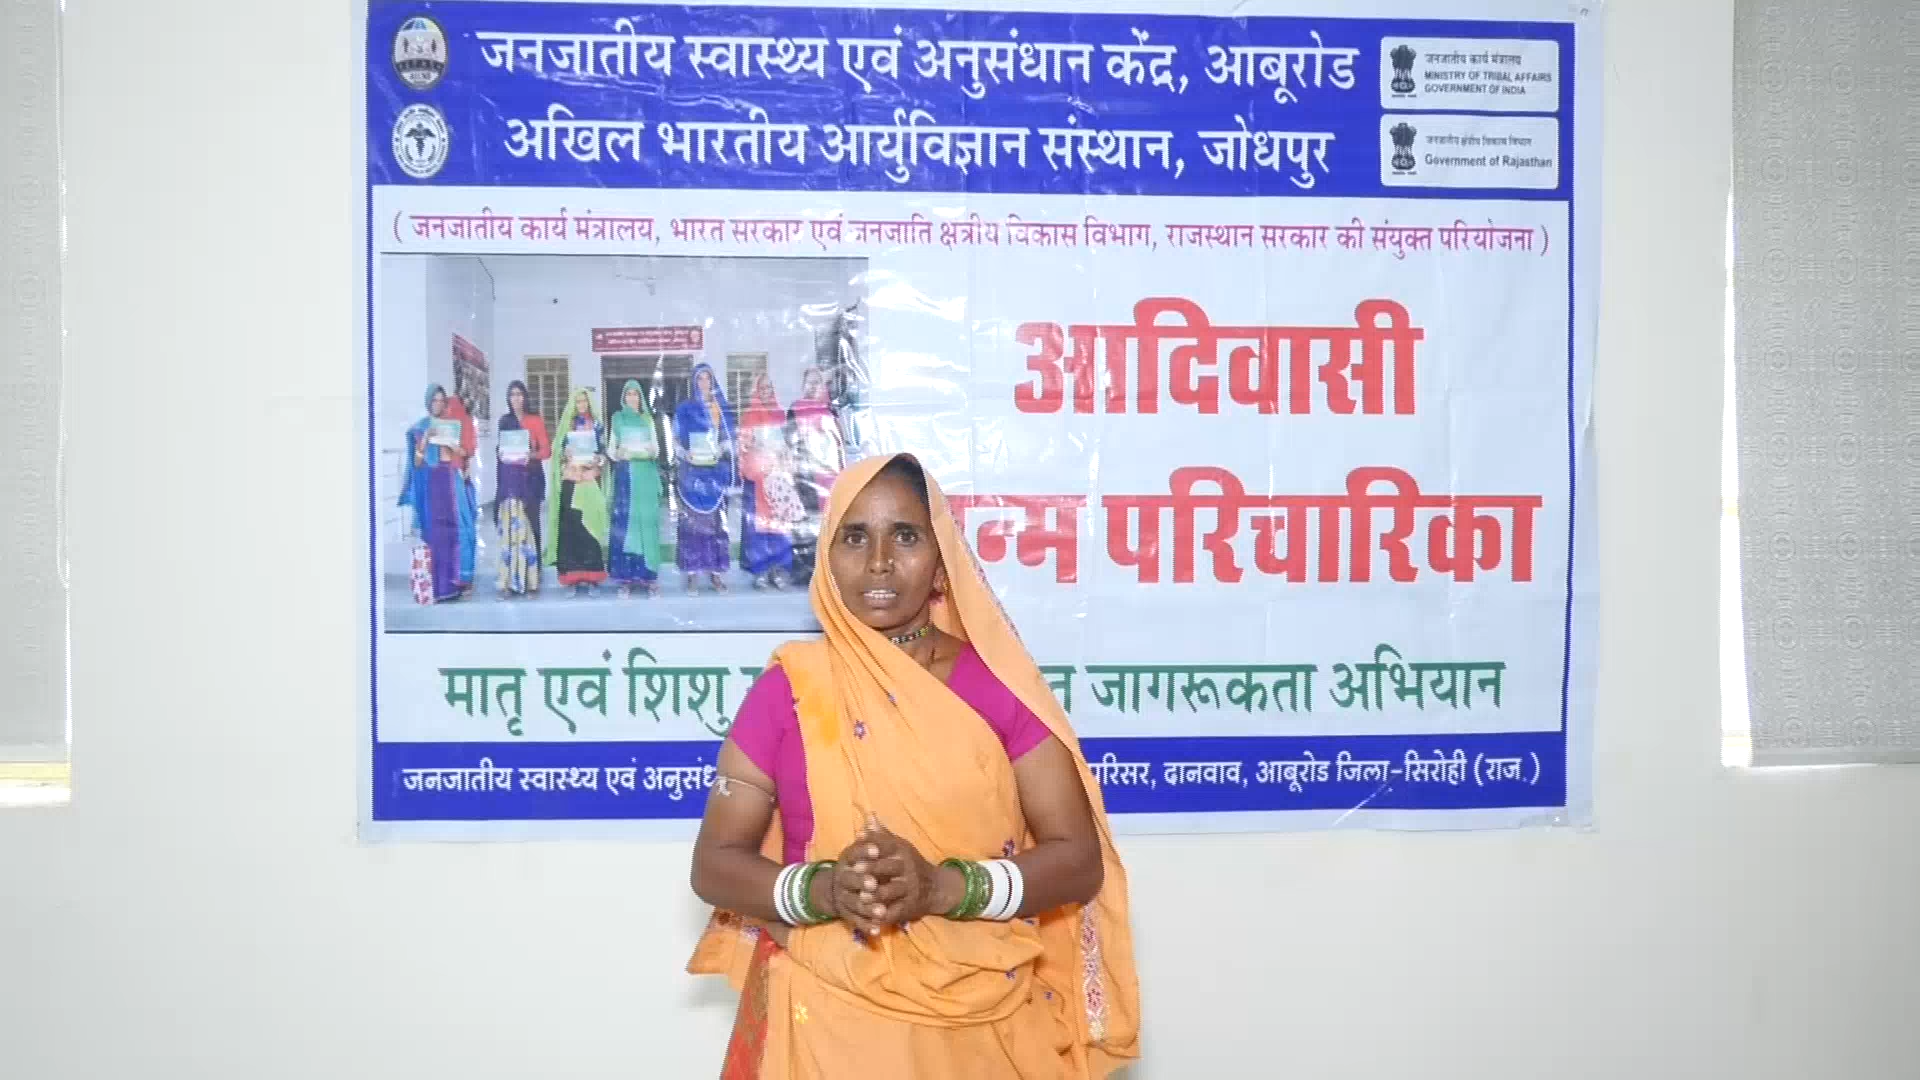 जनजातीय स्वास्थ्य एवं अनुसंधान केंद्र, आबूरोड
अखिल भारतीय आर्युविज्ञान संस्थान, जोधपुर
जनजातीय कार्य मंत्रालय
MINISTRY OF TRIBAL AFFAIRS
GOVERNMENT OF INDIA
जनजातीय क्षेत्रीय विकास विभाग
Government of Rajasthan
( जनजातीय कार्य मंत्रालय, भारत सरकार एवं जनजाति क्षत्रीय विकास विभाग, राजस्थान सरकार की संयुक्त परियोजना )
आदिवासी
न्म परिचारिका
मातृ एवं शिशु जागरूकता अभियान
जनजातीय स्वास्थ्य एवं अनुसंध परिसर, दानवाव, आबूरोड जिला-सिरोही (राज.)